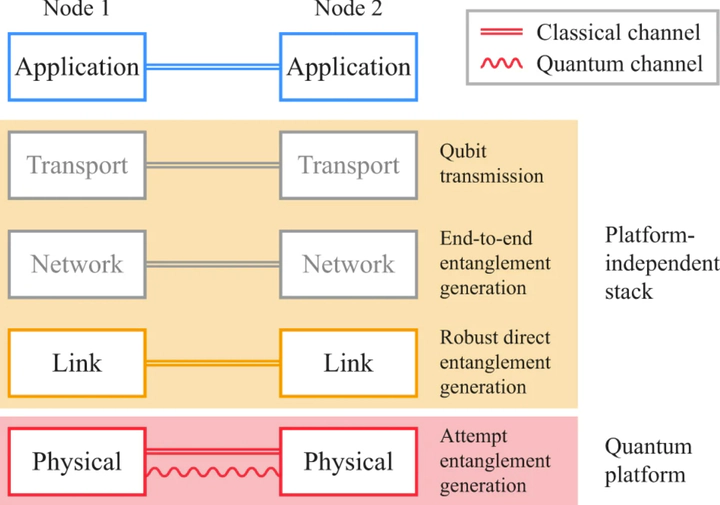 Node 1
Node 2
Classical channel
Quantum channel
Application
Application
Transport
Transport
Qubit
transmission
Network
Network
End-to-end
entanglement
generation
Platform-
independent
stack
Link
Link
Robust direct
entanglement
generation
Physical
Physical
Attempt
entanglement
generation
Quantum
platform